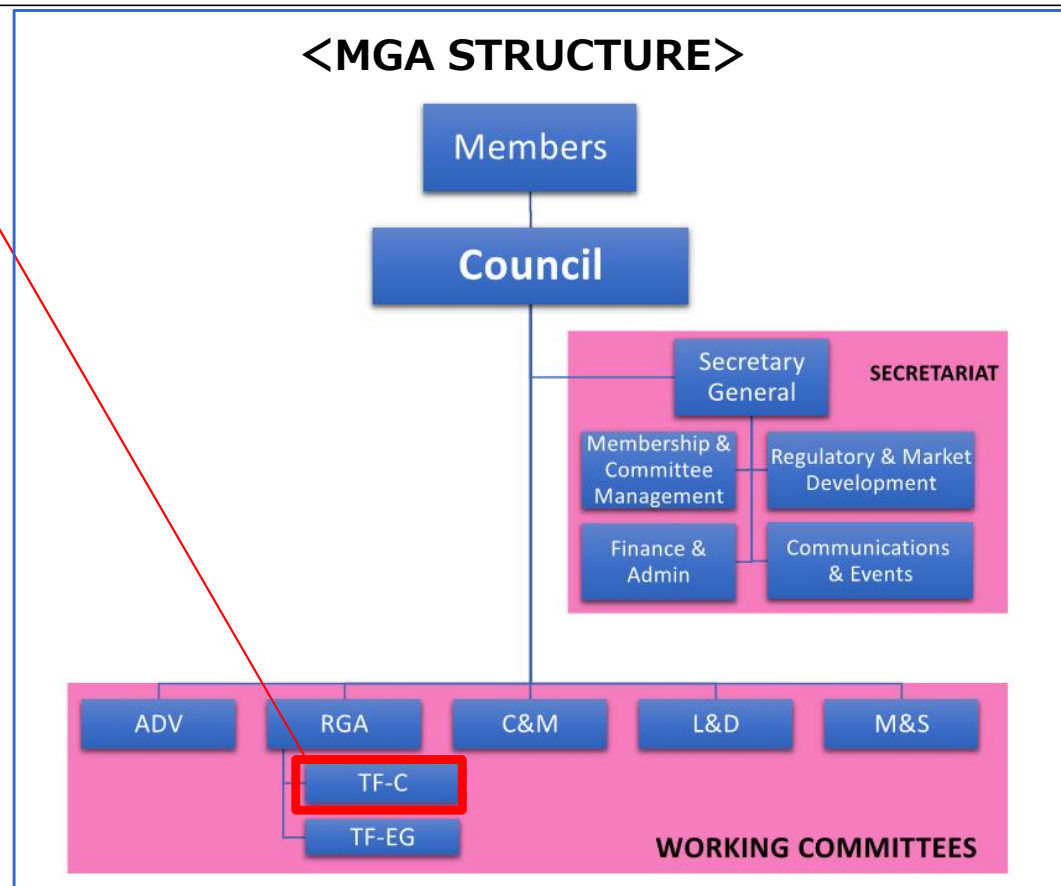 <MGA STRUCTURE>
Members
Council
Secretary
General
SECRETARIAT
Membership &
Committee
Management
Regulatory & Market
Development
Finance &
Admin
Communications
& Events
ADV
RGA
C&M
L&D
M&S
TF-C
TF-EG
WORKING COMMITTEES